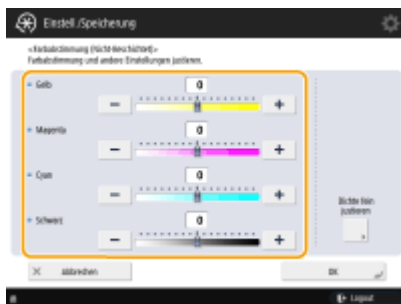 Einstell./Speicherung
<Farbabstimmung (Nicht-Beschichtet)>
Farbabstimmung und andere Einstellungen justieren.
Gelb
0
Magenta
0
Cyan
0
Schwarz
0
Dichte fein
justieren
Abbrechen
OK
Logout